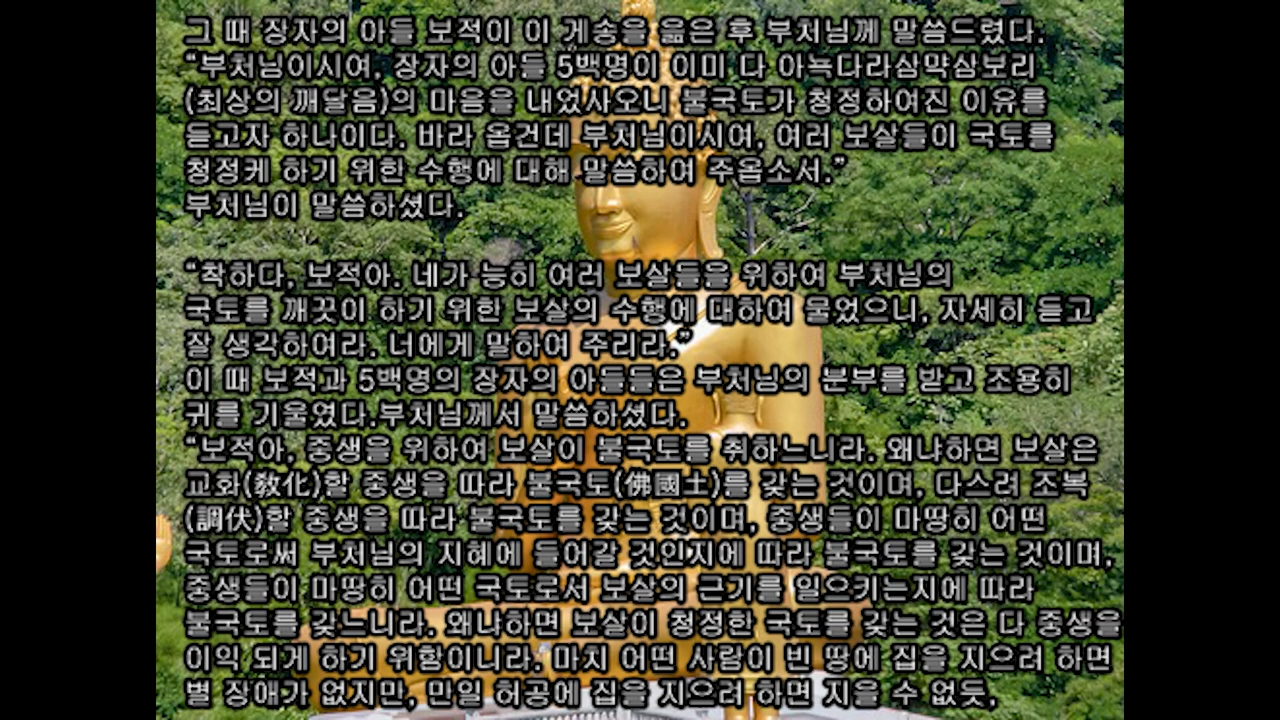 그 때 장자의 아들 보적이 이 게송을 읊은 후 부처님께 말씀드렸다.
“부처님이시여, 장자의 아들 5백명이 이미 다 아뇩다라삼먁삼보리
(최상의 깨달음)의 마음을 내었사오니 불국토가 청정하여진 이유를
듣고자 하나이다. 바라 옵건데 부처님이시여, 여러 보살들이 국토를
청정케 하기 위한 수행에 대해 말씀하여 주옵소서.”
부처님이 말씀하셨다.
“착하다, 보적아. 네가 능히 여러 보살들을 위하여 부처님의
국토를 깨끗이 하기 위한 보살의 수행에 대하여 물었으니, 자세히 듣고
잘 생각하여라. 너에게 말하여 주리라.”
이 때 보적과 5백명의 장자의 아들들은 부처님의 분부를 받고 조용히
귀를 기울였다.부처님께서 말씀하셨다.
“보적아, 중생을 위하여 보살이 불국토를 취하느니라. 왜냐하면 보살은
교화(敎化)할 중생을 따라 불국토(佛國土)를 갖는 것이며, 다스려 조복
(調伏)할 중생을 따라 불국토를 갖는 것이며, 중생들이 마땅히 어떤
국토로써 부처님의 지혜에 들어갈 것인지에 따라 불국토를 갖는 것이며,
중생들이 마땅히 어떤 국토로서 보살의 근기를 일으키는지에 따라
불국토를 갖느니라. 왜냐하면 보살이 청정한 국토를 갖는 것은 다 중생을
이익 되게 하기 위함이니라. 마치 어떤 사람이 빈 땅에 집을 지으려 하면
별 장애가 없지만, 만일 허공에 집을 지으려 하면 지을 수 없듯,